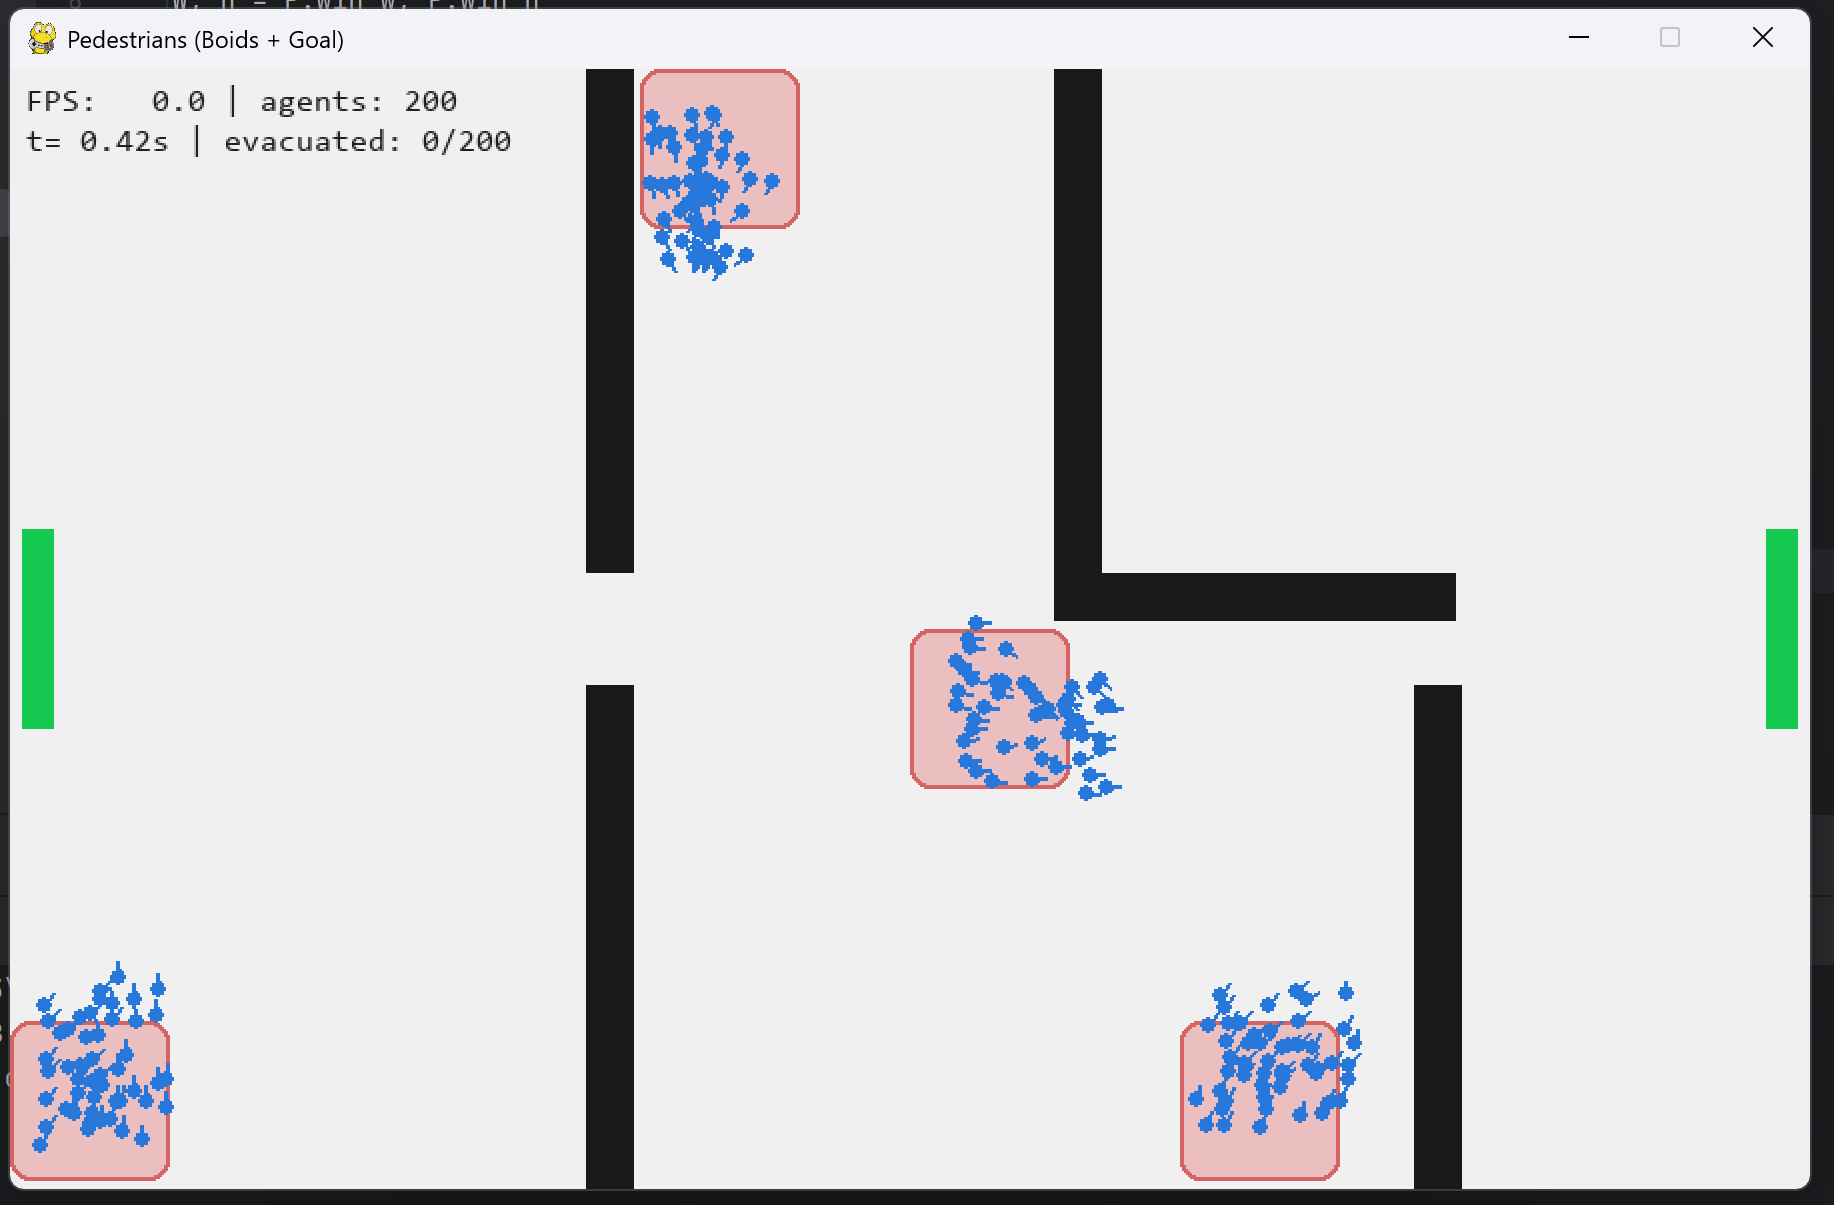 Pedestrians (Boids + Goal)
FPS:   0.0 | agents: 200
t= 0.42s | evacuated: 0/200